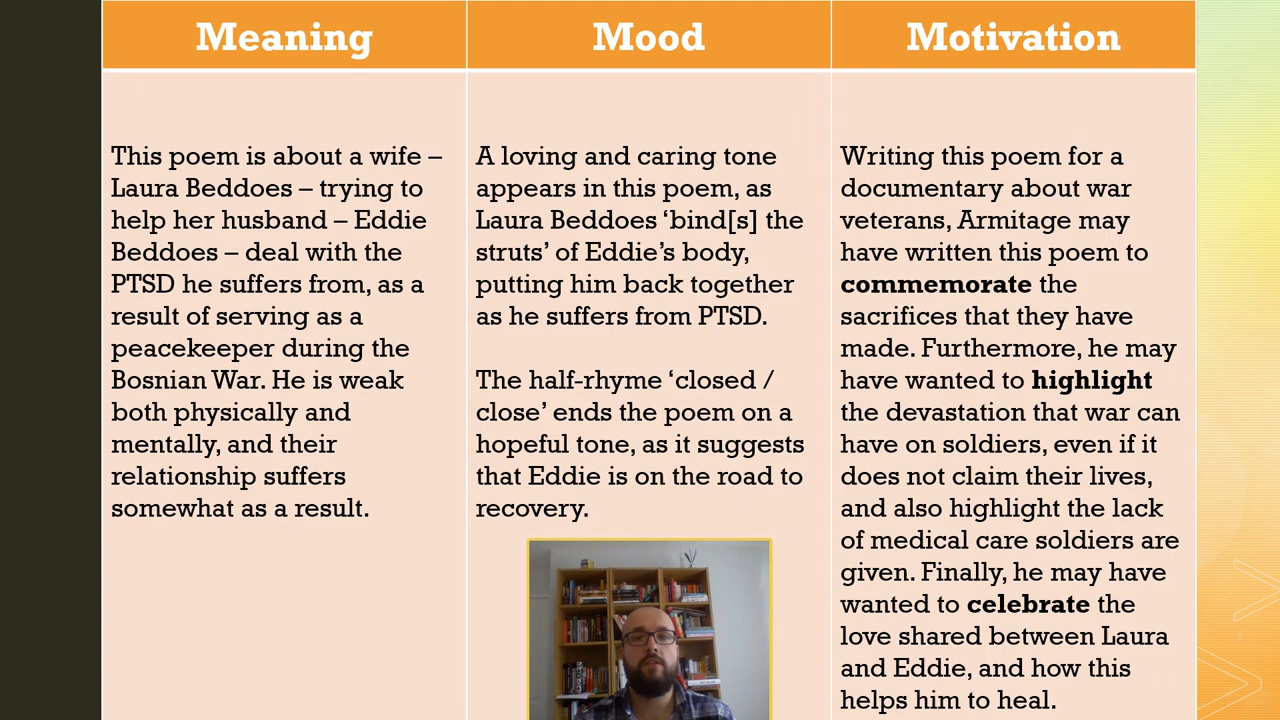 Meaning
Mood
Motivation
This poem is about a wife –
Laura Beddoes – trying to
help her husband – Eddie
Beddoes – deal with the
PTSD he suffers from, as a
result of serving as a
peacekeeper during the
Bosnian War. He is weak
both physically and
mentally, and their
relationship suffers
somewhat as a result.
A loving and caring tone
appears in this poem, as
Laura Beddoes ‘bind[s] the
struts’ of Eddie’s body,
putting him back together
as he suffers from PTSD.
The half-rhyme ‘closed /
close’ ends the poem on a
hopeful tone, as it suggests
that Eddie is on the road to
recovery.
Writing this poem for a
documentary about war
veterans, Armitage may
have written this poem to
commemorate the
sacrifices that they have
made. Furthermore, he may
have wanted to highlight
the devastation that war can
have on soldiers, even if it
does not claim their lives,
and also highlight the lack
of medical care soldiers are
given. Finally, he may have
wanted to celebrate the
love shared between Laura
and Eddie, and how this
helps him to heal.